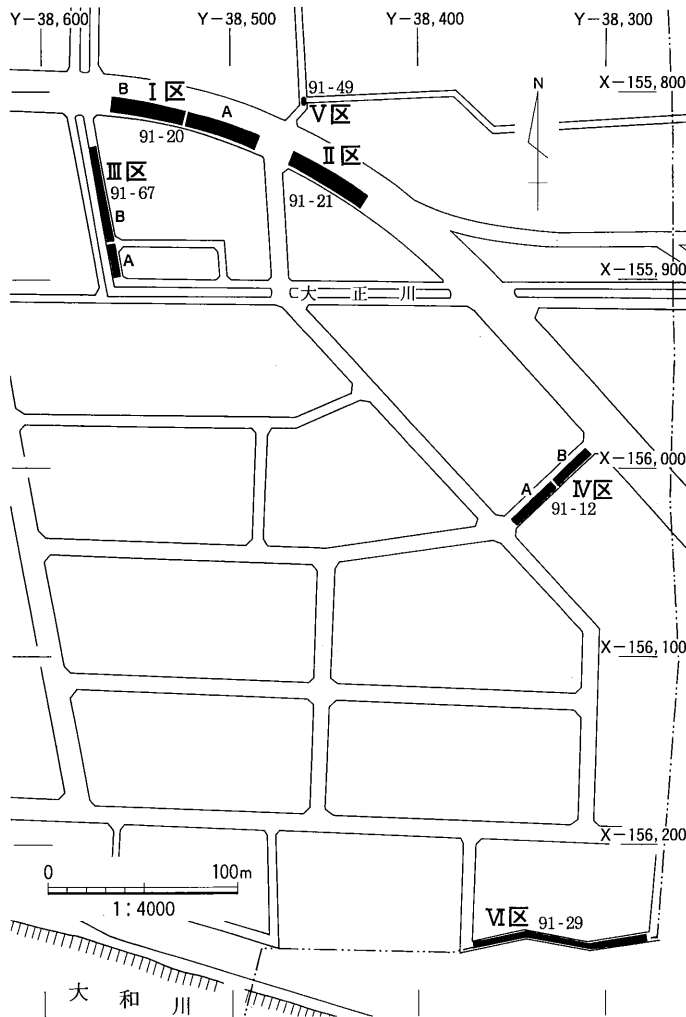 Y－38,600
Y－38,500
Y－38,400
Y－38,300
X－155,800
91-49
Ⅴ区
B
Ⅰ区
A
91-20
N
Ⅱ区
91-21
Ⅲ区
91-67
B
A
X－155,900
⊂大正川
X－156,000
B
A
Ⅳ区
91-12
X－156,100
X－156,200
0
100m
1:4000
Ⅵ区
91-29
大和川